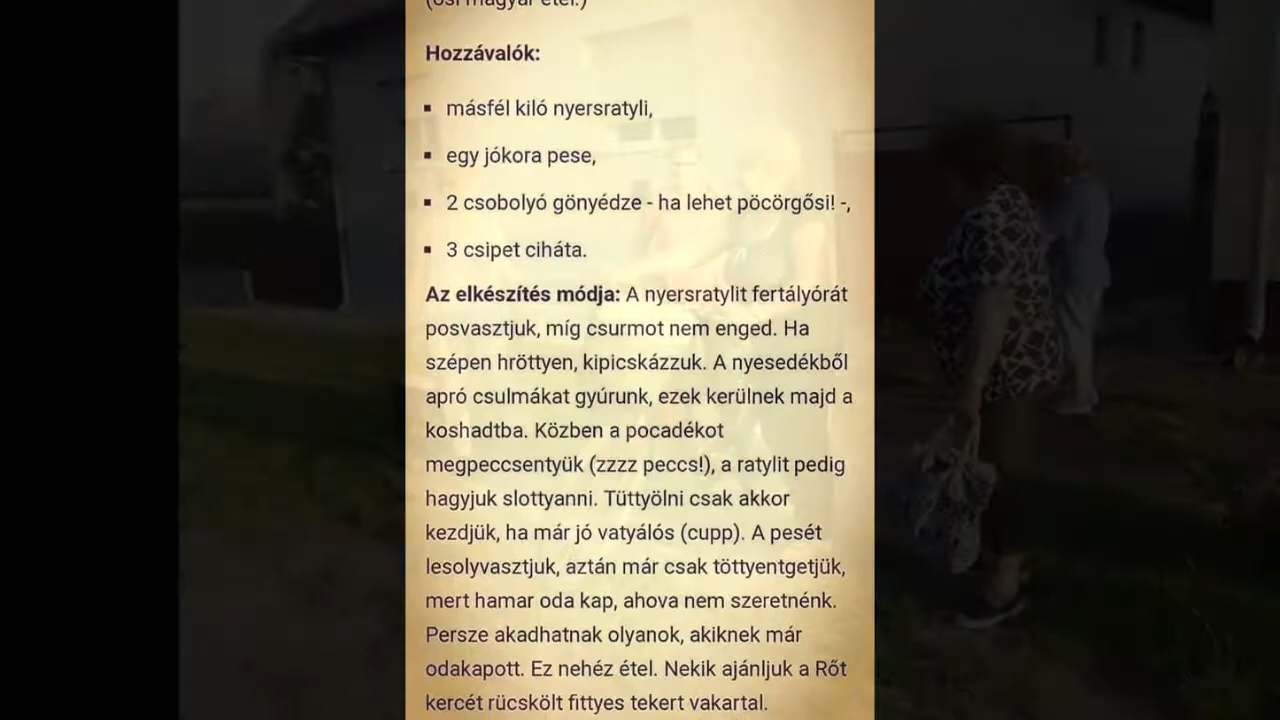 (ősi magyar étel.)
Hozzávalók:
▪ másfél kiló nyersratyli,
▪ egy jókora pese,
▪ 2 csobolyó gönyédze - ha lehet pöcörgősi! -,
▪ 3 csipet ciháta.
Az elkészítés módja: A nyersratylit fertályórát
posvasztjuk, míg csurmot nem enged. Ha
szépen hröttyen, kipicskázzuk. A nyesedékből
apró csulmákat gyúrunk, ezek kerülnek majd a
koshadtba. Közben a pocadékot
megpeccsentyük (zzzz peccs!), a ratylit pedig
hagyjuk slottyanni. Tüttyölni csak akkor
kezdjük, ha már jó vatyálós (cupp). A pesét
lesolyvasztjuk, aztán már csak töttyentgetjük,
mert hamar oda kap, ahova nem szeretnénk.
Persze akadhatnak olyanok, akiknek már
odakapott. Ez nehéz étel. Nekik ajánljuk a Rőt
kercét rücskölt fittyes tekert vakartal.